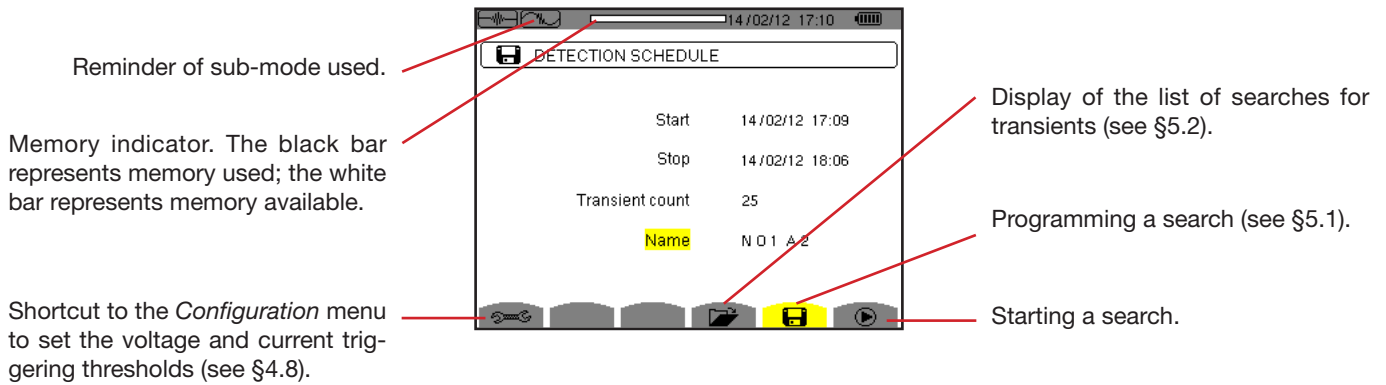 14/02/12 17:10
DETECTION SCHEDULE
Start 14/02/12 17:09
Stop 14/02/12 18:06
Transient count 25
Name N O 1 A 2
Reminder of sub-mode used.
Memory indicator. The black bar
represents memory used; the white
bar represents memory available.
Shortcut to the Configuration menu
to set the voltage and current trig-
gering thresholds (see §4.8).
Display of the list of searches for
transients (see §5.2).
Programming a search (see §5.1).
Starting a search.